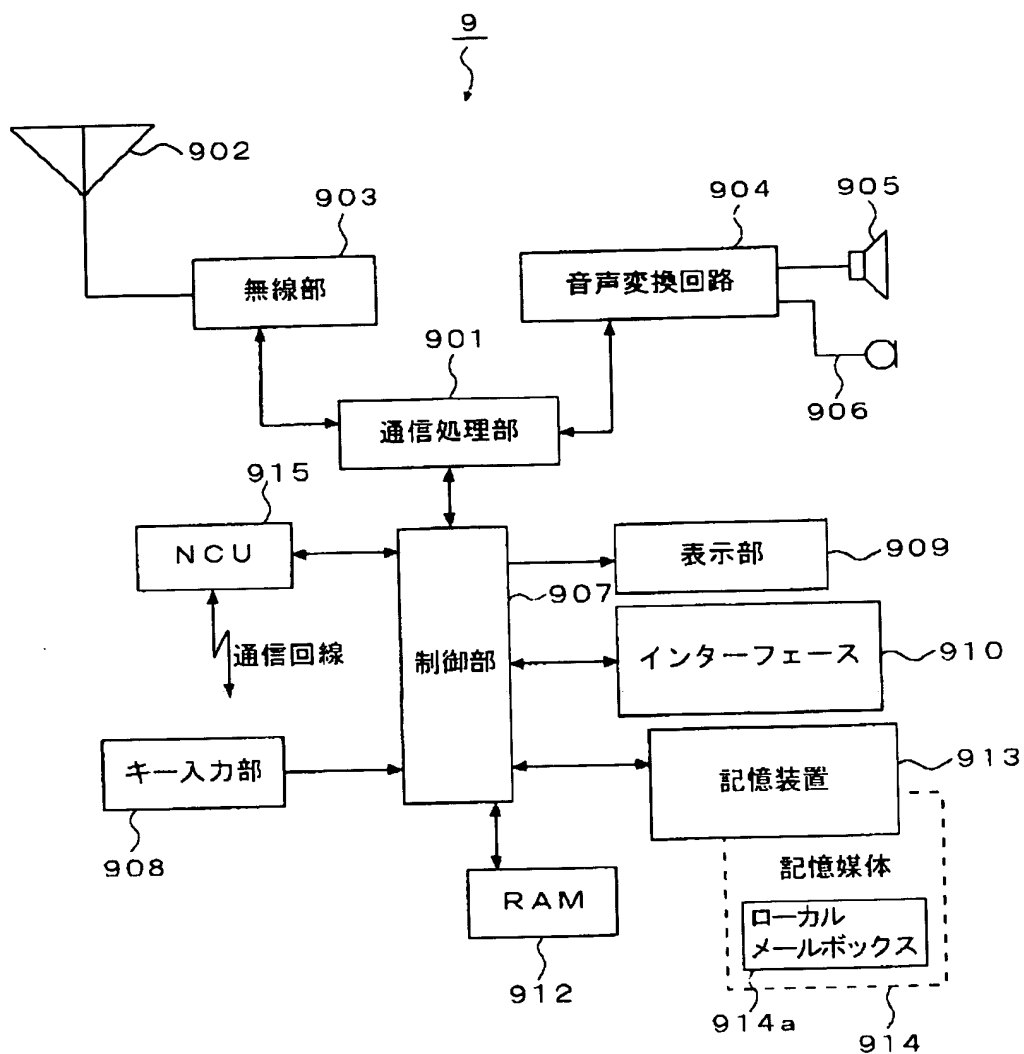 9
902
903
904
905
無線部
音声変換回路
901
906
通信処理部
915
NCU
表示部
909
907
通信回線
制御部
インターフェース
910
キー入力部
記憶装置
913
908
記憶媒体
RAM
ローカル
メールボックス
912
914a
914